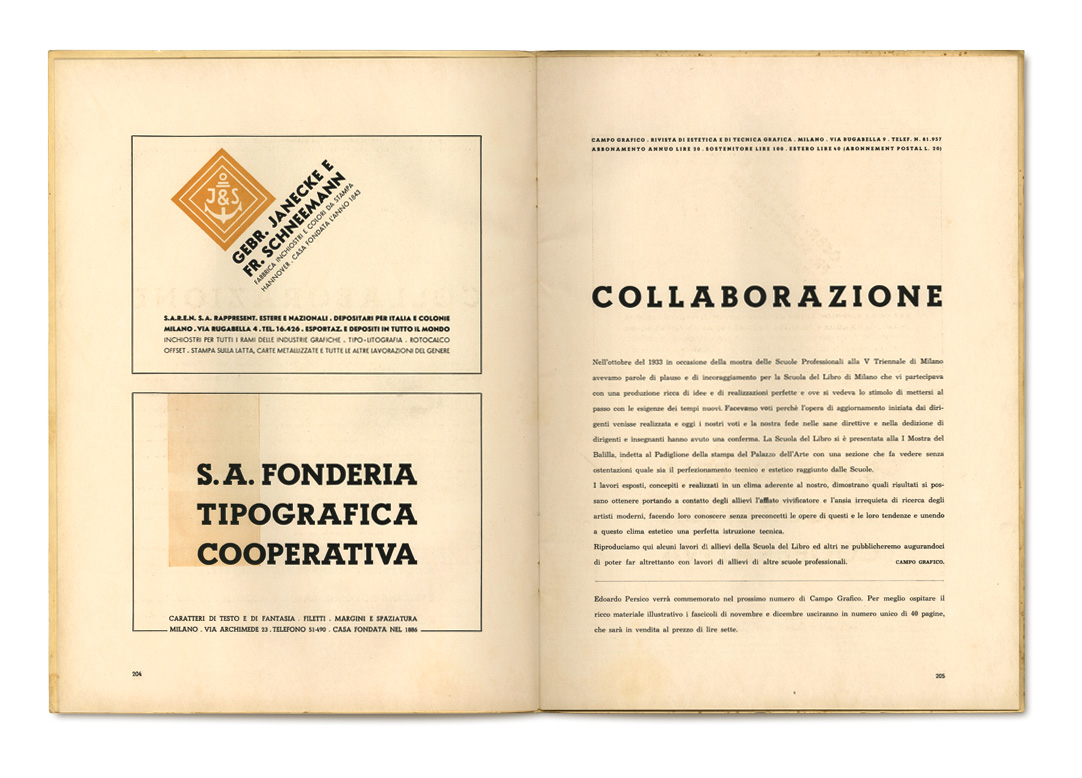 J&S
GEBR. JANECKE E
FR. SCHNEEMANN
FABBRICA INCHIOSTRI E COLORI DA STAMPA
HANNOVER . CASA FONDATA L'ANNO 1843
S.A.R.E.N. S.A. RAPPRESENT. ESTERE E NAZIONALI . DEPOSITARI PER ITALIA E COLONIE
MILANO . VIA RUGABELLA 4 . TEL. 16.426 . ESPORTAZ. E DEPOSITI IN TUTTO IL MONDO
INCHIOSTRI PER TUTTI I RAMI DELLE INDUSTRIE GRAFICHE . TIPO-LITOGRAFIA . ROTOCALCO
OFFSET . STAMPA SULLA LATTA, CARTE METALLIZZATE E TUTTE LE ALTRE LAVORAZIONI DEL GENERE
S.A. FONDERIA
TIPOGRAFICA
COOPERATIVA
CARATTERI DI TESTO E DI FANTASIA . FILETTI . MARGINI E SPAZIATURA
MILANO . VIA ARCHIMEDE 23 . TELEFONO 51-490 . CASA FONDATA NEL 1886
204
CAMPO GRAFICO . RIVISTA DI ESTETICA E DI TECNICA GRAFICA . MILANO . VIA RUGABELLA 9 . TELEF. N. 81.937
ABBONAMENTO ANNUO LIRE 30 . SOSTENITORE LIRE 100 . ESTERO LIRE 40 (ABONNEMENT POSTAL L. 20)
COLLABORAZIONE
Nell'ottobre del 1933 in occasione della mostra delle Scuole Professionali alla V Triennale di Milano
avevamo parole di plauso e di incoraggiamento per la Scuola del Libro di Milano che vi partecipava
con una produzione ricca di idee e di realizzazioni perfette e ove si vedeva lo stimolo di mettersi al
passo con le esigenze dei tempi nuovi. Facevamo voti perchè l'opera di aggiornamento iniziata dai diri-
genti venisse realizzata e oggi i nostri voti e la nostra fede nelle sane direttive e nella dedizione di
dirigenti e insegnanti hanno avuto una conferma. La Scuola del Libro si è presentata alla I Mostra del
Balilla, indetta al Padiglione della stampa del Palazzo dell'Arte con una sezione che fa vedere senza
ostentazioni quale sia il perfezionamento tecnico e estetico raggiunto dalle Scuole.
I lavori esposti, concepiti e realizzati in un clima aderente al nostro, dimostrano quali risultati si pos-
sano ottenere portando a contatto degli allievi l'afflato vivificatore e l'ansia irrequieta di ricerca degli
artisti moderni, facendo loro conoscere senza preconcetti le opere di questi e le loro tendenze e unendo
a questo clima estetico una perfetta istruzione tecnica.
Riproduciamo qui alcuni lavori di allievi della Scuola del Libro ed altri ne pubblicheremo augurandoci
di poter far altrettanto con lavori di allievi di altre scuole professionali. CAMPO GRAFICO.
Edoardo Persico verrà commemorato nel prossimo numero di Campo Grafico. Per meglio ospitare il
ricco materiale illustrativo i fascicoli di novembre e dicembre usciranno in numero unico di 40 pagine,
che sarà in vendita al prezzo di lire sette.
205